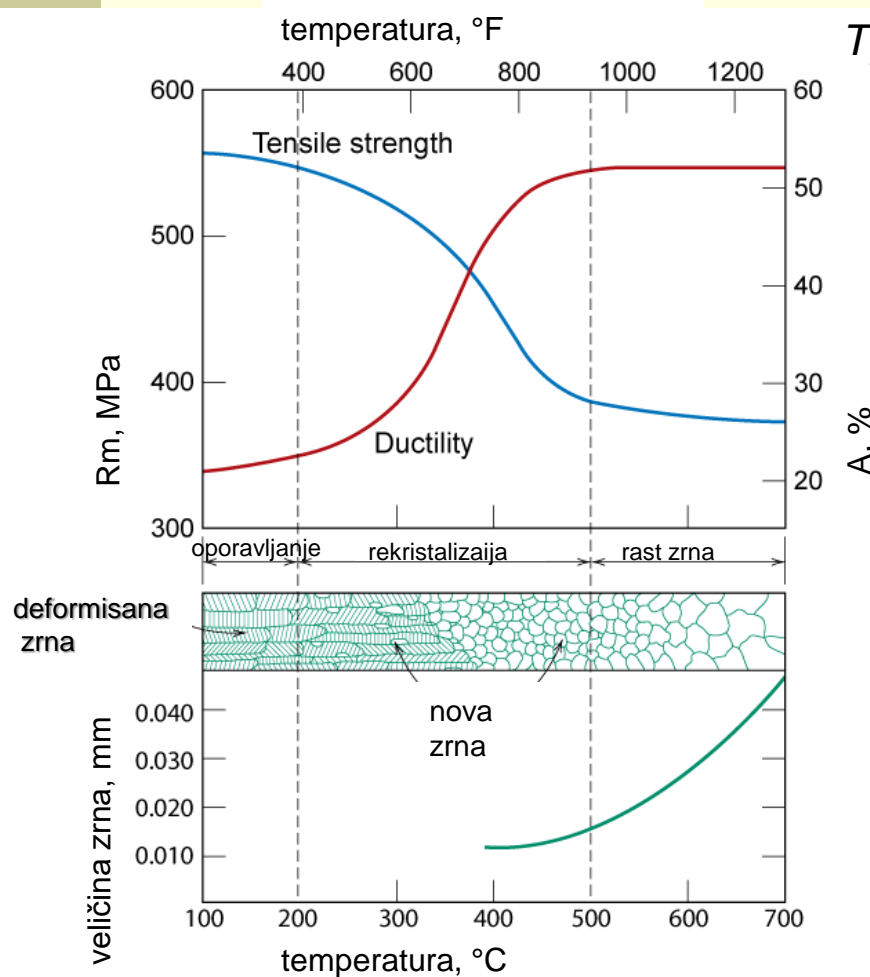 temperatura, °F
T
400 600 800 1000 1200
600 60
Tensile strength
50
500
40
Rm, MPa
400
30
A, %
Ductility
20
300
oporavljanje rekristalizaija rast zrna
deformisana
zrna
nova
zrna
veličina zrna, mm
0.040
0.030
0.020
0.010
100 200 300 400 500 600 700
temperatura, °C